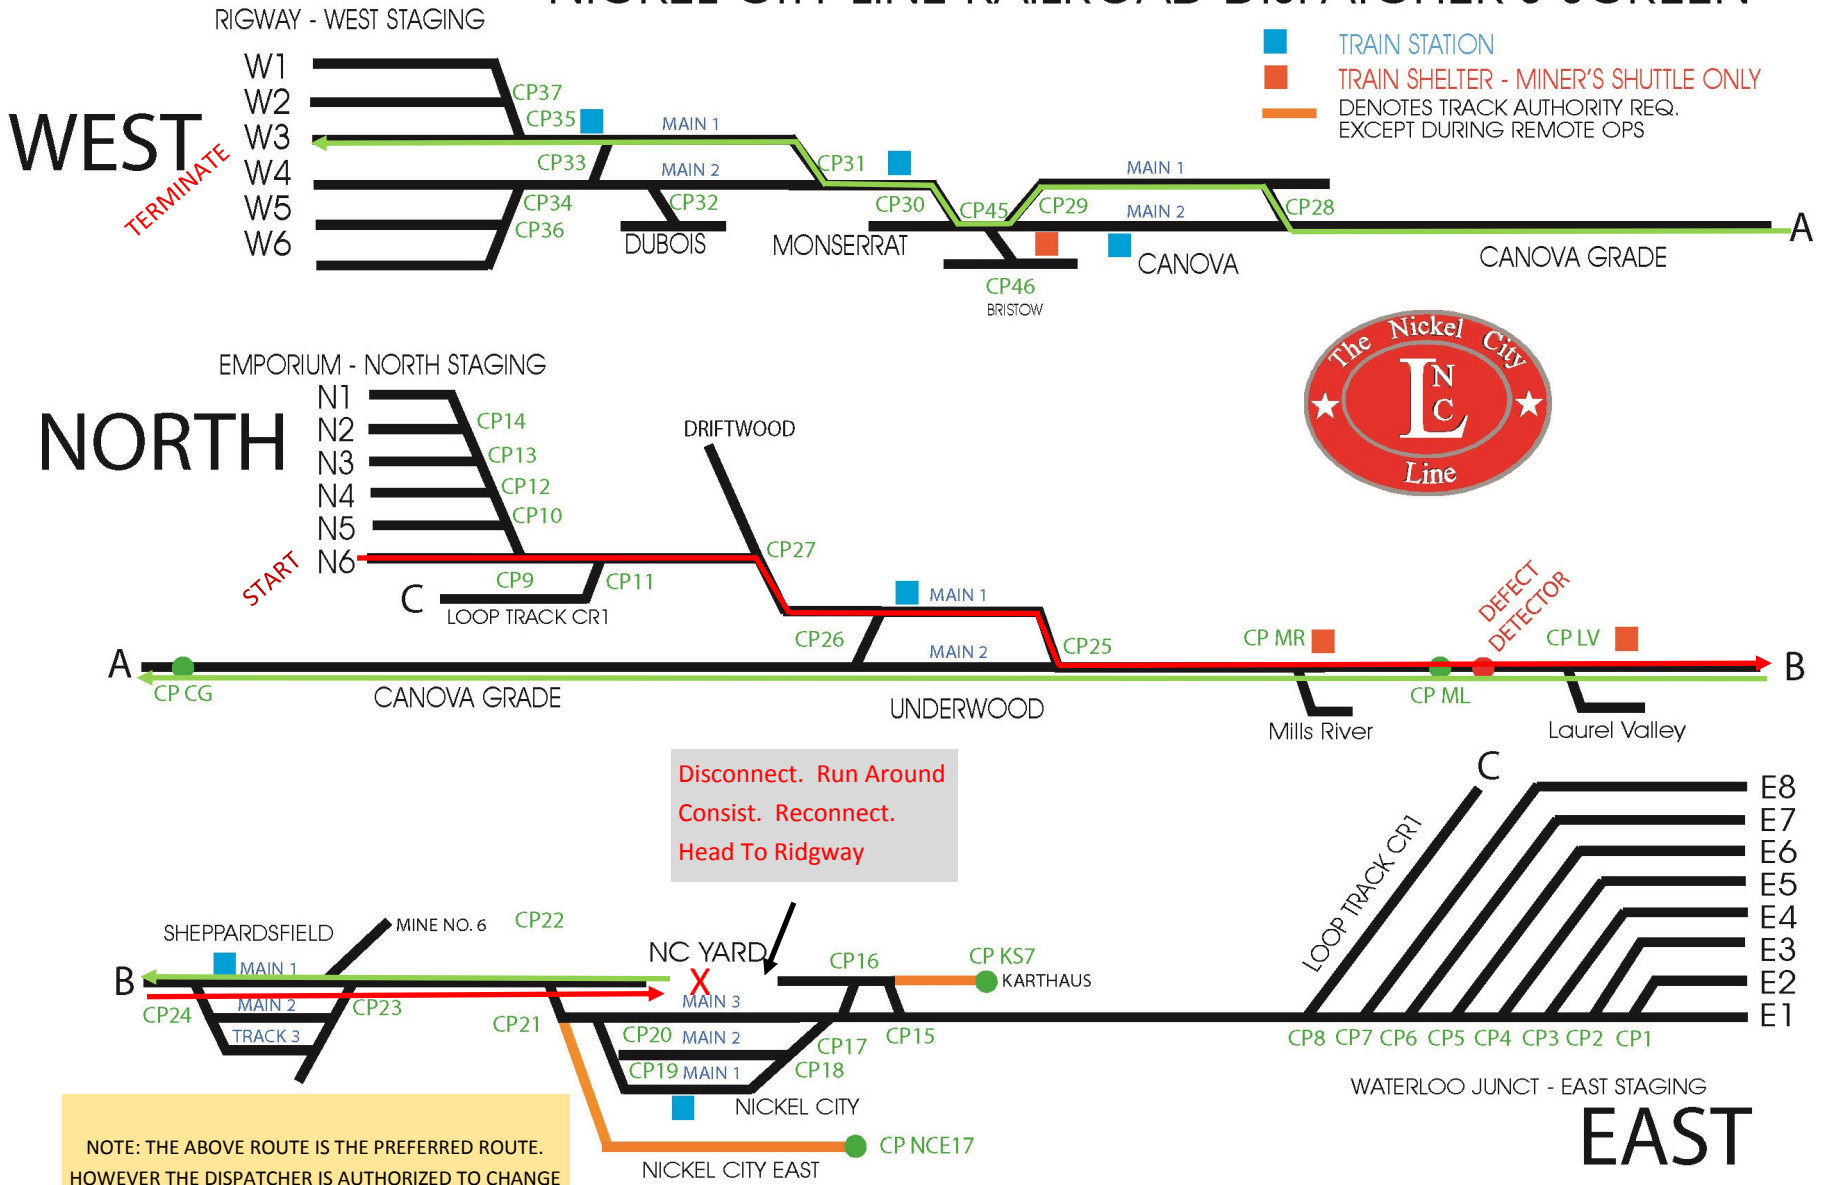 NICKEL CITY LINE RAILROAD DISPATCHER'S SCREEN
RIGWAY - WEST STAGING
TRAIN STATION
TRAIN SHELTER - MINER'S SHUTTLE ONLY
DENOTES TRACK AUTHORITY REQ.
EXCEPT DURING REMOTE OPS
WEST
TERMINATE
W1
W2
W3
W4
W5
W6
CP37
CP35
MAIN 1
CP33
MAIN 2
CP31
CP34
CP32
CP36
DUBOIS
MONSERRAT
CP30
CP45
CP29
MAIN 1
MAIN 2
CP28
CANOVA
CP46
BRISTOW
CANOVA GRADE
A
The Nickel City
L
N
C
Line
EMPORIUM - NORTH STAGING
NORTH
START
N1
N2
N3
N4
N5
N6
CP14
CP13
CP12
CP10
CP9
CP11
C
LOOP TRACK CR1
DRIFTWOOD
CP27
CP26
MAIN 1
MAIN 2
CP25
CP MR
DEFECT
DETECTOR
CP LV
A
B
CP CG
CANOVA GRADE
UNDERWOOD
CP ML
Mills River
Laurel Valley
Disconnect. Run Around
Consist. Reconnect.
Head To Ridgway
C
LOOP TRACK CR1
E8
E7
E6
E5
E4
E3
E2
E1
SHEPPARDSFIELD
MINE NO. 6
CP22
NC YARD
X
CP16
CP KS7
KARTHAUS
B
MAIN 1
MAIN 2
TRACK 3
CP24
CP23
CP21
MAIN 3
CP20
MAIN 2
CP19
MAIN 1
CP17
CP15
CP18
NICKEL CITY
CP8
CP7
CP6
CP5
CP4
CP3
CP2
CP1
WATERLOO JUNCT - EAST STAGING
EAST
CP NCE17
NICKEL CITY EAST
NOTE: THE ABOVE ROUTE IS THE PREFERRED ROUTE.
HOWEVER THE DISPATCHER IS AUTHORIZED TO CHANGE